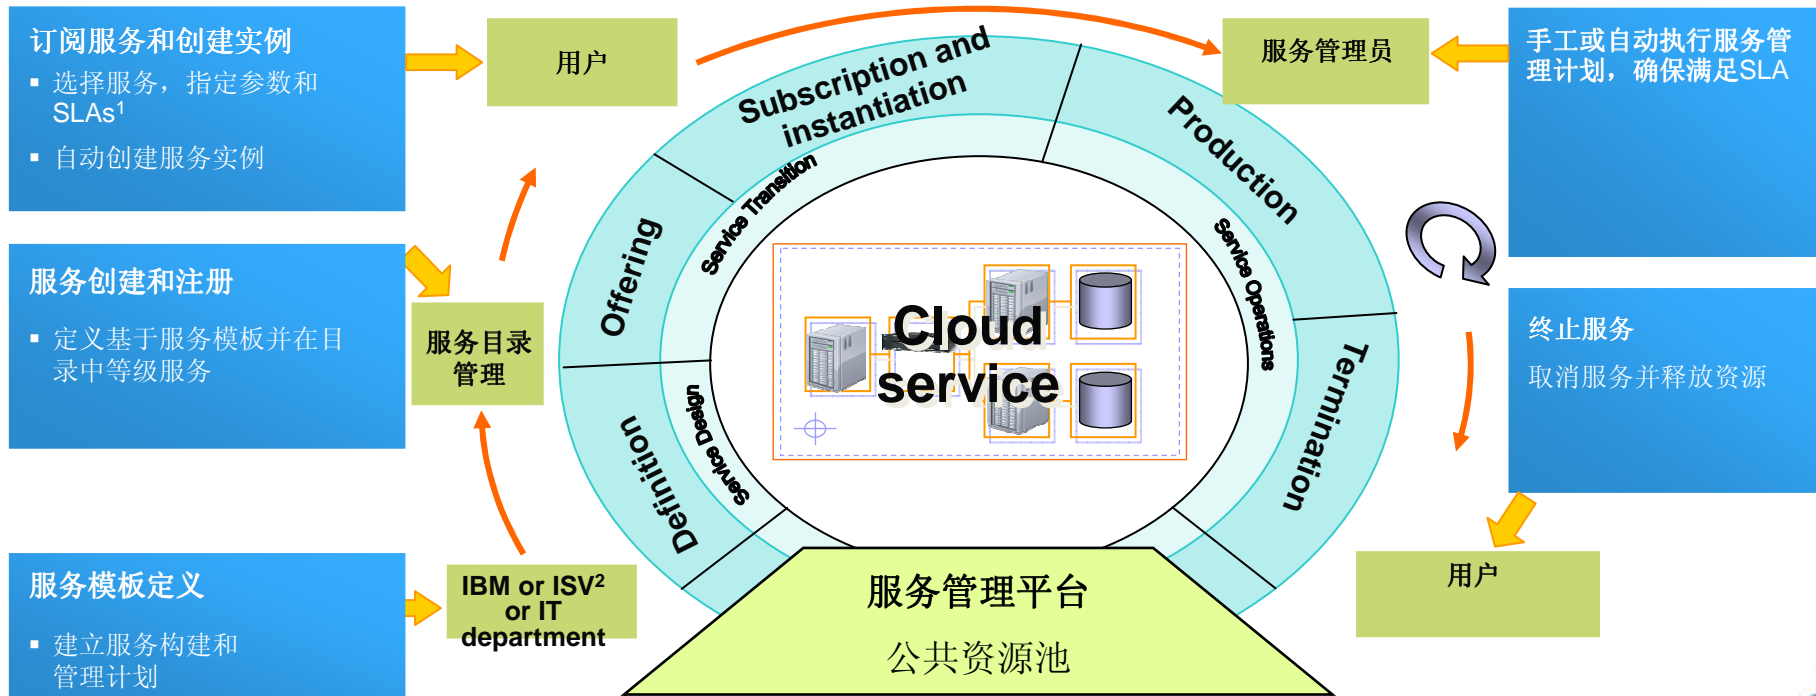 订阅服务和创建实例
选择服务，指定参数和
SLAs¹
自动创建服务实例
服务创建和注册
定义基于服务模板并在目
录中等级服务
服务模板定义
建立服务构建和
管理计划
用户
服务目录
管理
IBM or ISV²
or IT
department
Definition
Offering
Subscription and
instantiation
Production
Termination
Service Design
Service Transition
Service Operations
Cloud
service
服务管理平台
公共资源池
服务管理员
手工或自动执行服务管
理计划，确保满足SLA
终止服务
取消服务并释放资源
用户